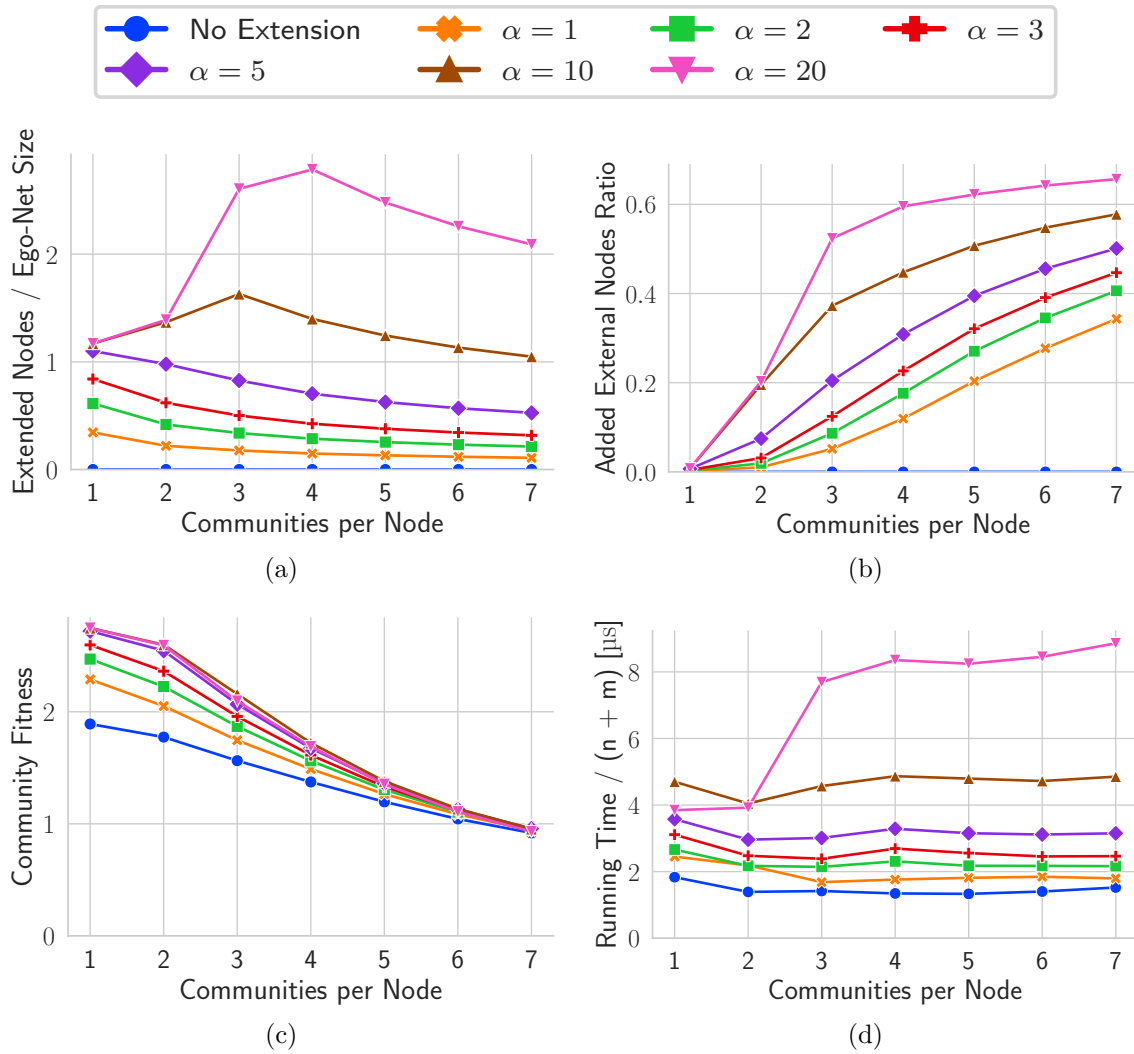 No Extension
α = 1
α = 2
α = 3
α = 5
α = 10
α = 20
Extended Nodes / Ego-Net Size
2
1
0
1 2 3 4 5 6 7
Communities per Node
(a)
Added External Nodes Ratio
0.6
0.4
0.2
0.0
1 2 3 4 5 6 7
Communities per Node
(b)
Community Fitness
2
1
0
1 2 3 4 5 6 7
Communities per Node
(c)
Running Time / (n + m) [µs]
8
6
4
2
0
1 2 3 4 5 6 7
Communities per Node
(d)